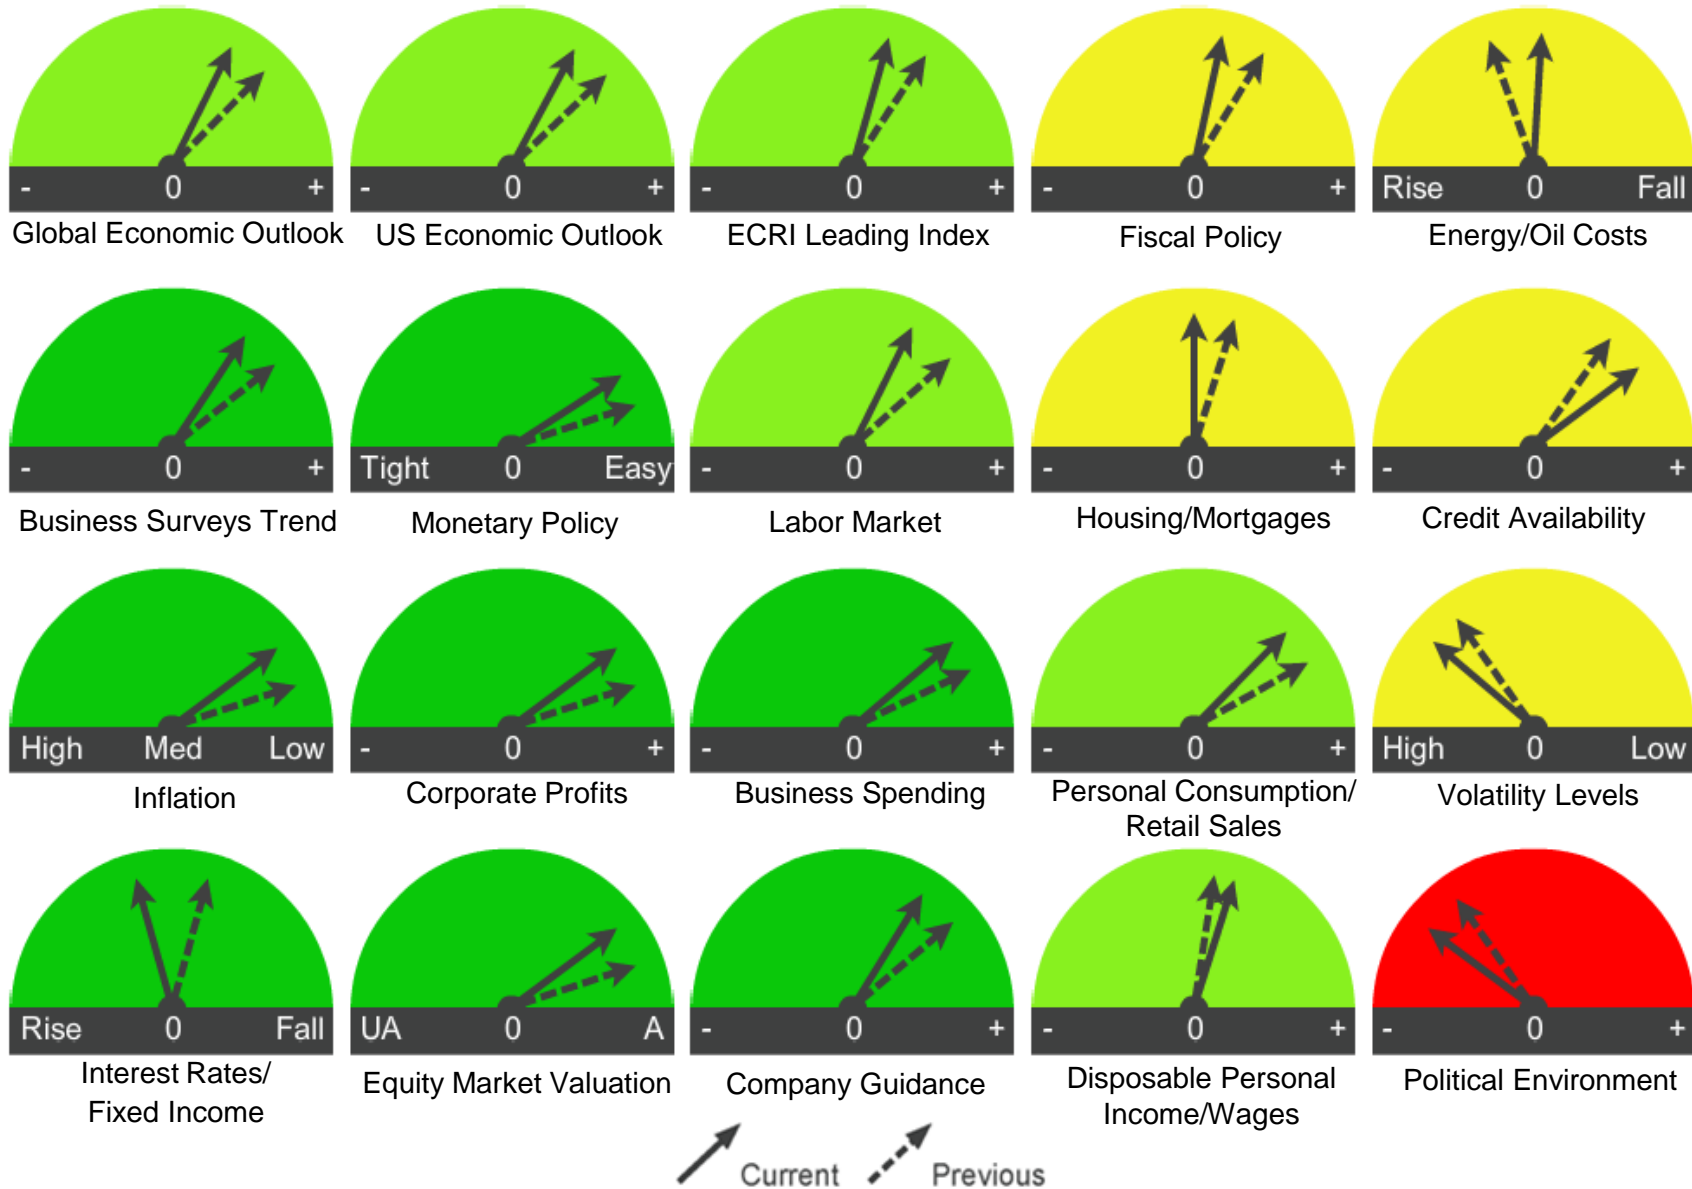 - 0 +
Global Economic Outlook
- 0 +
US Economic Outlook
- 0 +
ECRI Leading Index
- 0 +
Fiscal Policy
Rise 0 Fall
Energy/Oil Costs
- 0 +
Business Surveys Trend
Tight 0 Easy
Monetary Policy
- 0 +
Labor Market
- 0 +
Housing/Mortgages
- 0 +
Credit Availability
High Med Low
Inflation
- 0 +
Corporate Profits
- 0 +
Business Spending
- 0 +
Personal Consumption/
Retail Sales
High 0 Low
Volatility Levels
Rise 0 Fall
Interest Rates/
Fixed Income
UA 0 A
Equity Market Valuation
- 0 +
Company Guidance
- 0 +
Disposable Personal
Income/Wages
- 0 +
Political Environment
Current Previous